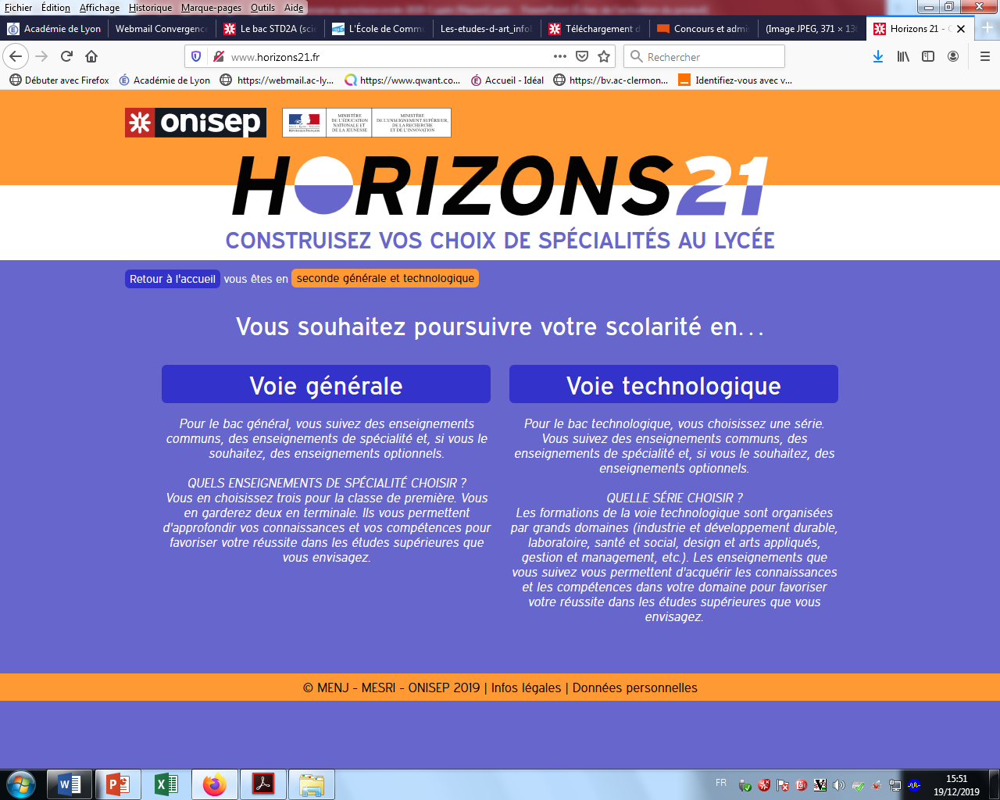 Fichier Édition Affichage Historique Marque-pages Outils Aide
Académie de Lyon
Webmail Convergence
Le bac STD2A (scie
L'École de Commu
Les-etudes-d-art_info
Téléchargement d
Concours et admis
(Image JPEG, 371 × 136
Horizons 21 - 
www.horizons21.fr
Rechercher
Débuter avec Firefox
Académie de Lyon
https://webmail.ac-ly...
https://www.qwant.co...
Accueil - Idéal
https://bv.ac-clermon...
Identifiez-vous avec v...
onisep
RÉPUBLIQUE FRANÇAISE
MINISTÈRE
DE L'ÉDUCATION
NATIONALE ET
DE LA JEUNESSE
MINISTÈRE
DE L'ENSEIGNEMENT SUPÉRIEUR,
DE LA RECHERCHE
ET DE L'INNOVATION
HORIZONS21
CONSTRUISEZ VOS CHOIX DE SPÉCIALITÉS AU LYCÉE
Retour à l'accueil vous êtes en seconde générale et technologique
Vous souhaitez poursuivre votre scolarité en...
Voie générale
Pour le bac général, vous suivez des enseignements
communs, des enseignements de spécialité et, si vous le
souhaitez, des enseignements optionnels.
QUELS ENSEIGNEMENTS DE SPÉCIALITÉ CHOISIR ?
Vous en choisissez trois pour la classe de première. Vous
en garderez deux en terminale. Ils vous permettent
d'approfondir vos connaissances et vos compétences pour
favoriser votre réussite dans les études supérieures que
vous envisagez.
Voie technologique
Pour le bac technologique, vous choisissez une série.
Vous suivez des enseignements communs, des
enseignements de spécialité et, si vous le souhaitez, des
enseignements optionnels.
QUELLE SÉRIE CHOISIR ?
Les formations de la voie technologique sont organisées
par grands domaines (industrie et développement durable,
laboratoire, santé et social, design et arts appliqués,
gestion et management, etc.). Les enseignements que
vous suivez vous permettent d'acquérir les connaissances
et les compétences dans votre domaine pour favoriser
votre réussite dans les études supérieures que vous
envisagez.
© MENJ - MESRI - ONISEP 2019 | Infos légales | Données personnelles
FR
15:51
19/12/2019